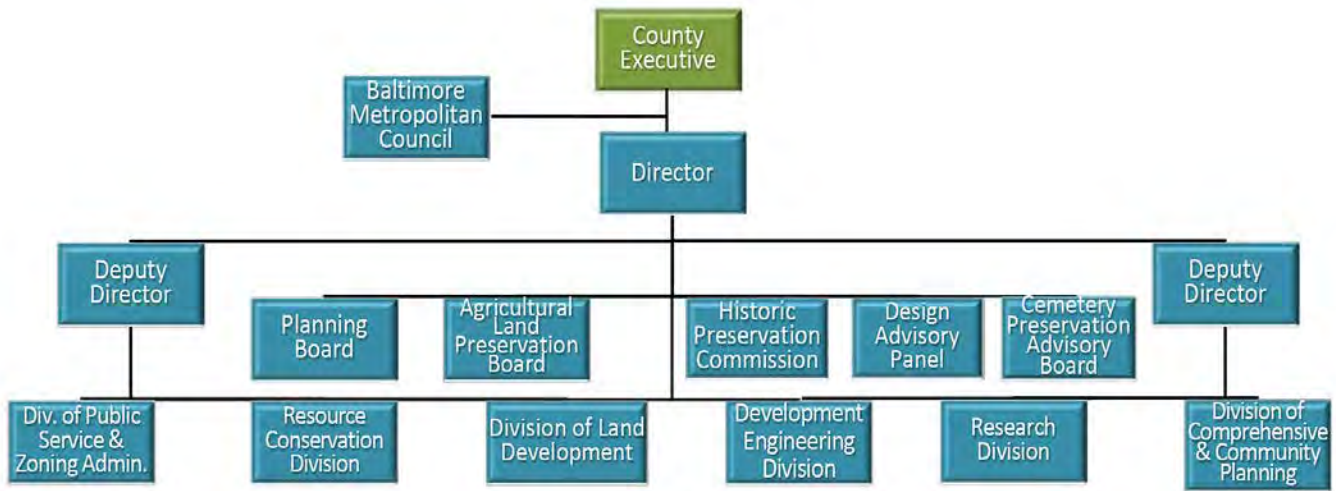 County
Executive
Baltimore
Metropolitan
Council
Director
Deputy
Director
Deputy
Director
Planning
Board
Agricultural
Land
Preservation
Board
Historic
Preservation
Commission
Design
Advisory
Panel
Cemetery
Preservation
Advisory
Board
Div. of Public
Service &
Zoning Admin.
Resource
Conservation
Division
Division of Land
Development
Development
Engineering
Division
Research
Division
Division of
Comprehensive
& Community
Planning